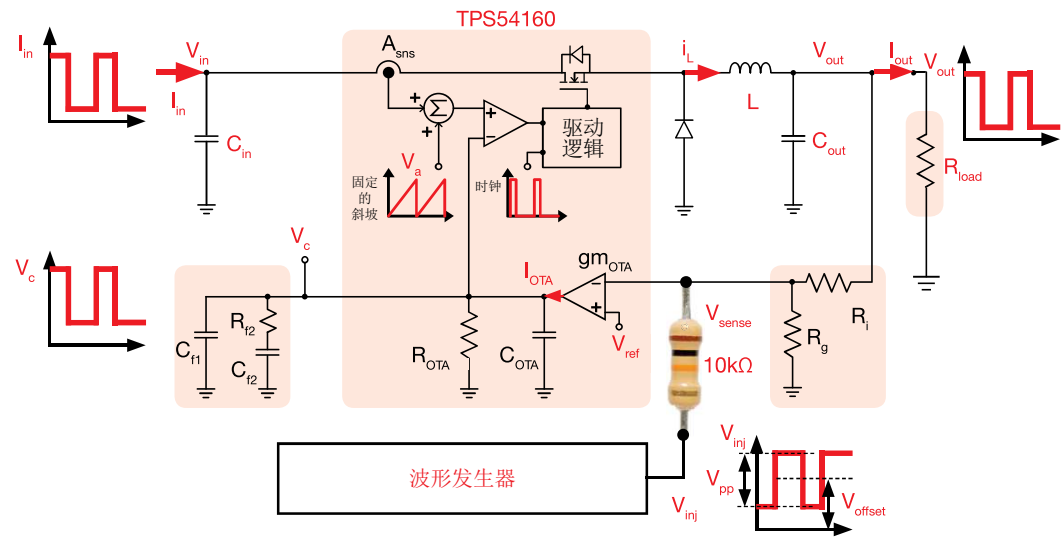 TPS54160
Iin
Vin
Iin
Cin
Asns
Σ
+
+
+
−
驱动
逻辑
Va
固定
的
斜坡
时钟
iL
L
Vout
Cout
Iout
Vout
Rload
Vc
Vc
Cf1
Rf2
Cf2
ROTA
IOTA
COTA
gmOTA
−
+
Vref
Vsense
10kΩ
Rg
Ri
波形发生器
Vinj
Vinj
Vpp
Voffset